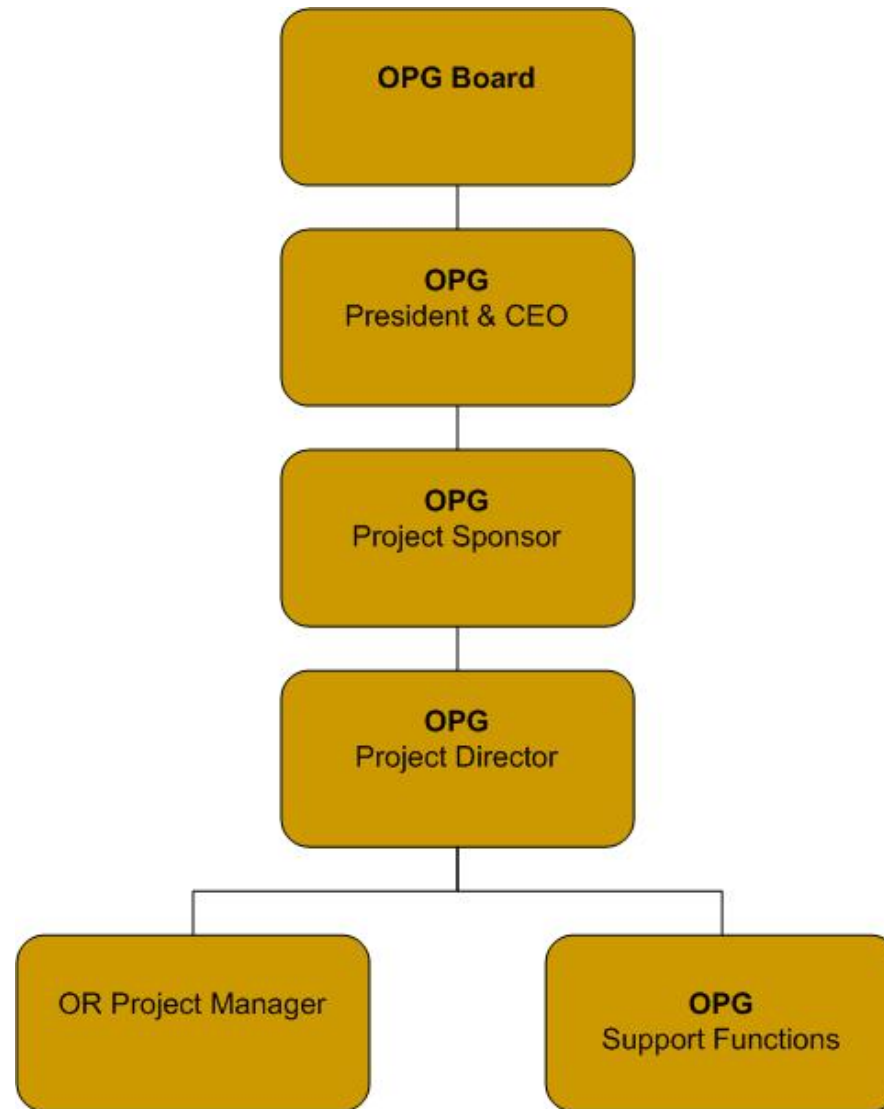 OPG Board
OPG
President & CEO
OPG
Project Sponsor
OPG
Project Director
OR Project Manager
OPG
Support Functions